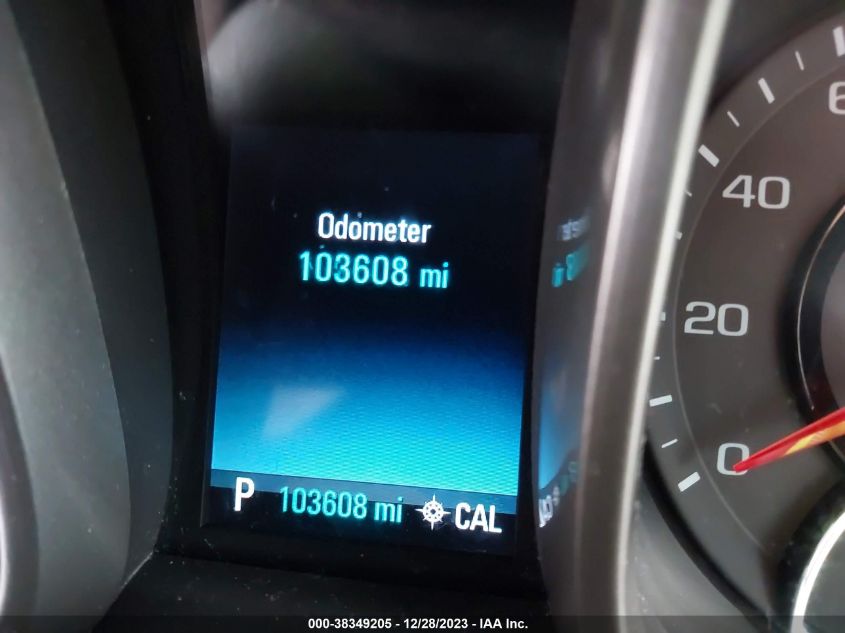 Odometer
103608 mi
P 103608 mi CAL
40
20
0
000-38349205 - 12/28/2023 - IAA Inc.